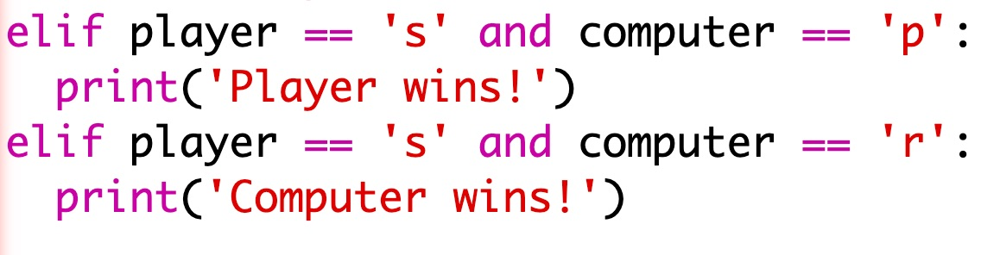 elif player == 's' and computer == 'p':
  print('Player wins!')
elif player == 's' and computer == 'r':
  print('Computer wins!')